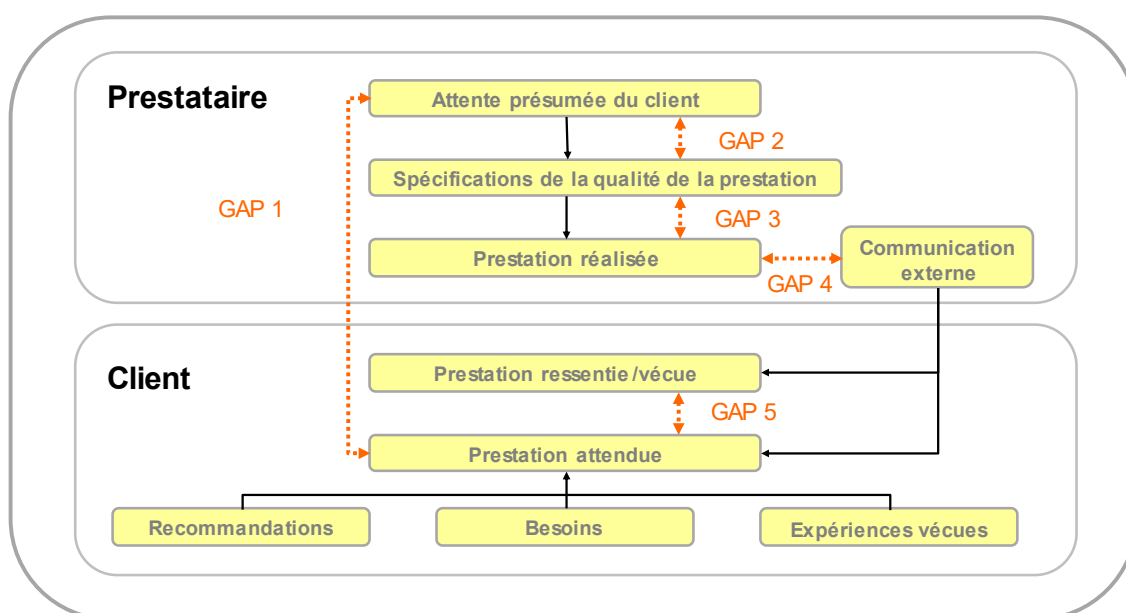 Prestataire
Attente présumée du client
GAP 2
Spécifications de la qualité de la prestation
GAP 1
GAP 3
Prestation réalisée
Communication
externe
GAP 4
Client
Prestation ressentie/vécue
GAP 5
Prestation attendue
Recommandations
Besoins
Expériences vécues